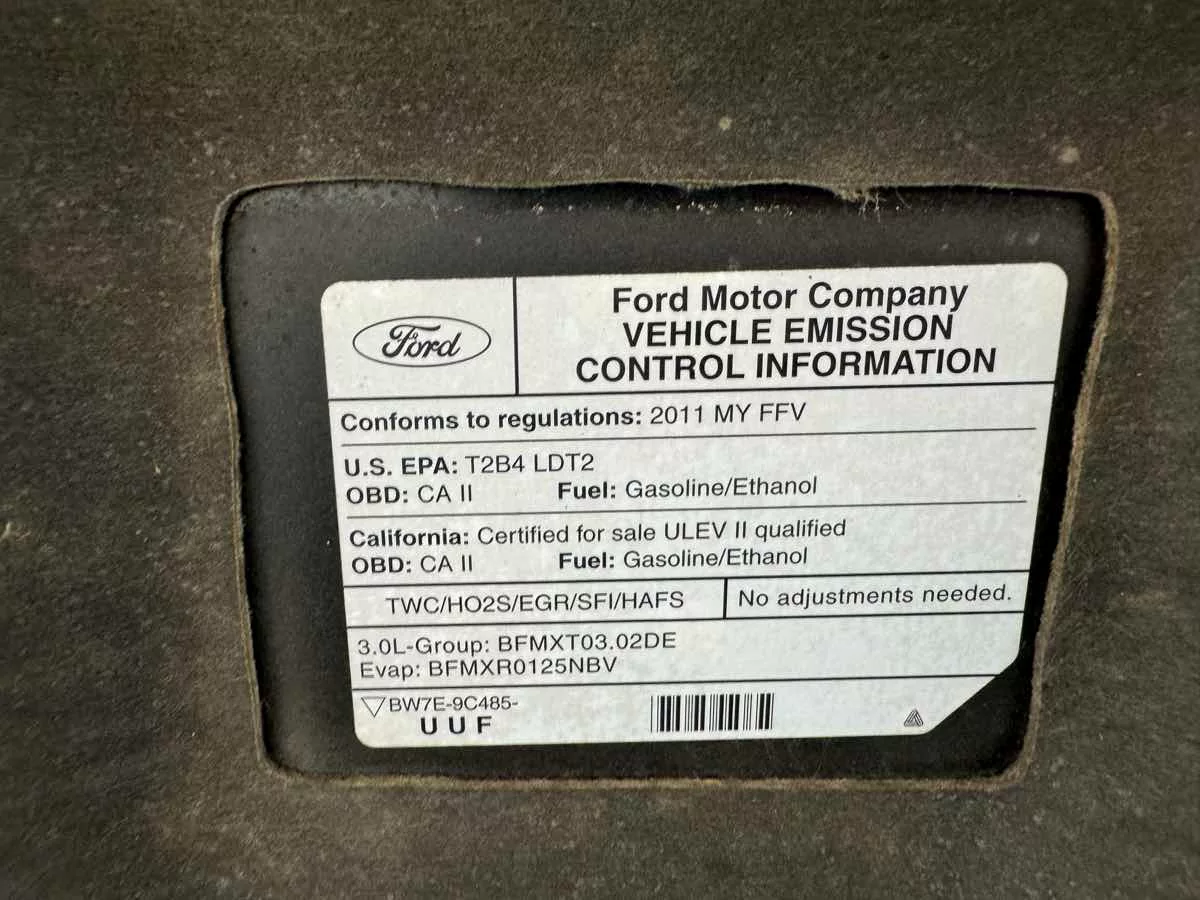 Ford
Ford Motor Company
VEHICLE EMISSION
CONTROL INFORMATION
Conforms to regulations: 2011 MY FFV
U.S. EPA: T2B4 LDT2
OBD: CA II Fuel: Gasoline/Ethanol
California: Certified for sale ULEV II qualified
OBD: CA II Fuel: Gasoline/Ethanol
TWC/HO2S/EGR/SFI/HAFS No adjustments needed.
3.0L-Group: BFMXT03.02DE
Evap: BFMXR0125NBV
BW7E-9C485-
U U F